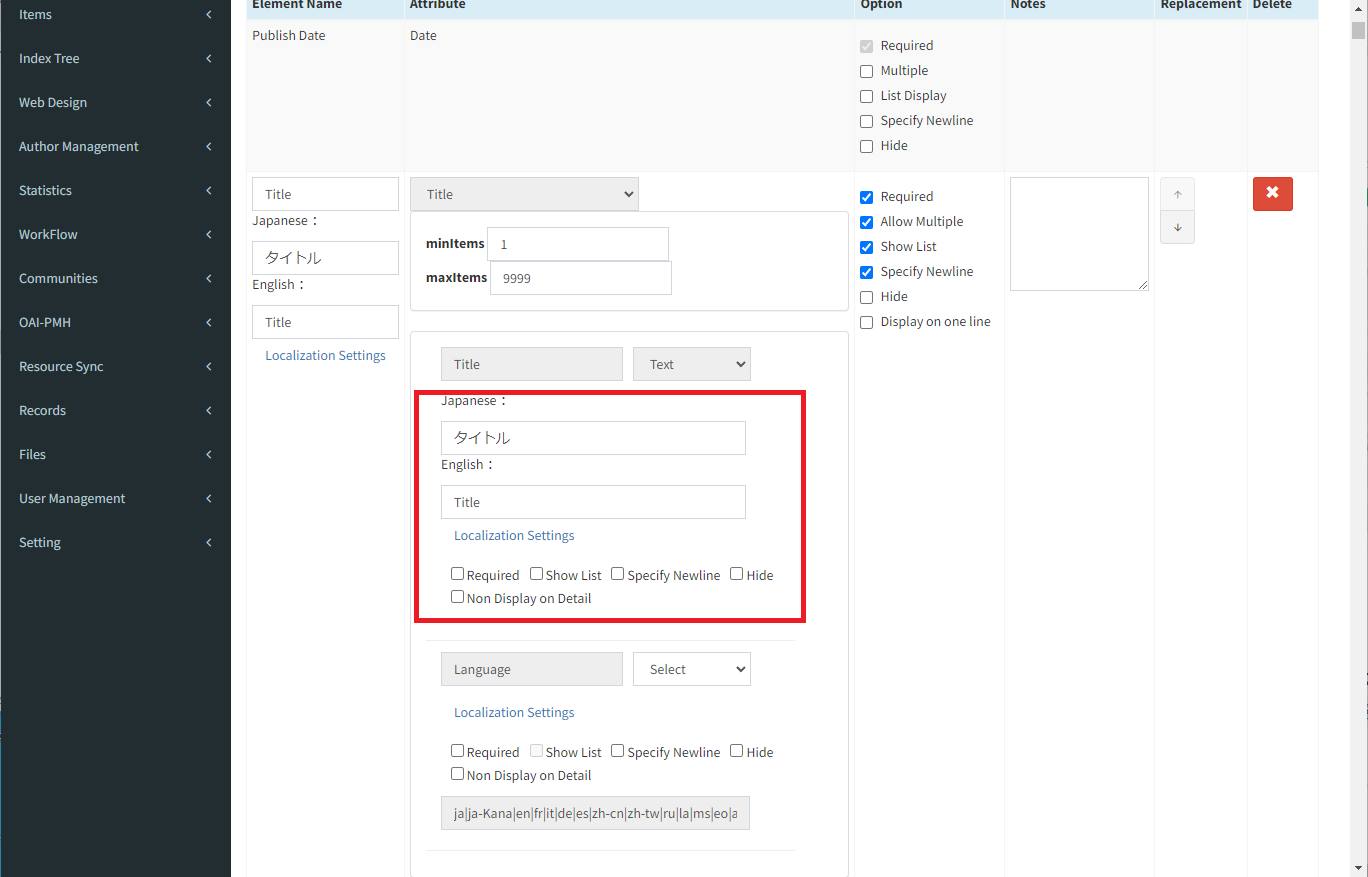 Items
Index Tree
Web Design
Author Management
Statistics
WorkFlow
Communities
OAI-PMH
Resource Sync
Records
Files
User Management
Setting
Element Name Attribute Option Notes Replacement Delete
Publish Date Date
Required
Multiple
List Display
Specify Newline
Hide
Title
Japanese：
タイトル
English：
Title
Localization Settings
Title
minItems 1
maxItems 9999
Title Text
Japanese：
タイトル
English：
Title
Localization Settings
Required Show List Specify Newline Hide
Non Display on Detail
Language Select
Localization Settings
Required Show List Specify Newline Hide
Non Display on Detail
ja|ja-Kana|en|fr|it|de|es|zh-cn|zh-tw|ru|la|ms|eo|a
Required
Allow Multiple
Show List
Specify Newline
Hide
Display on one line